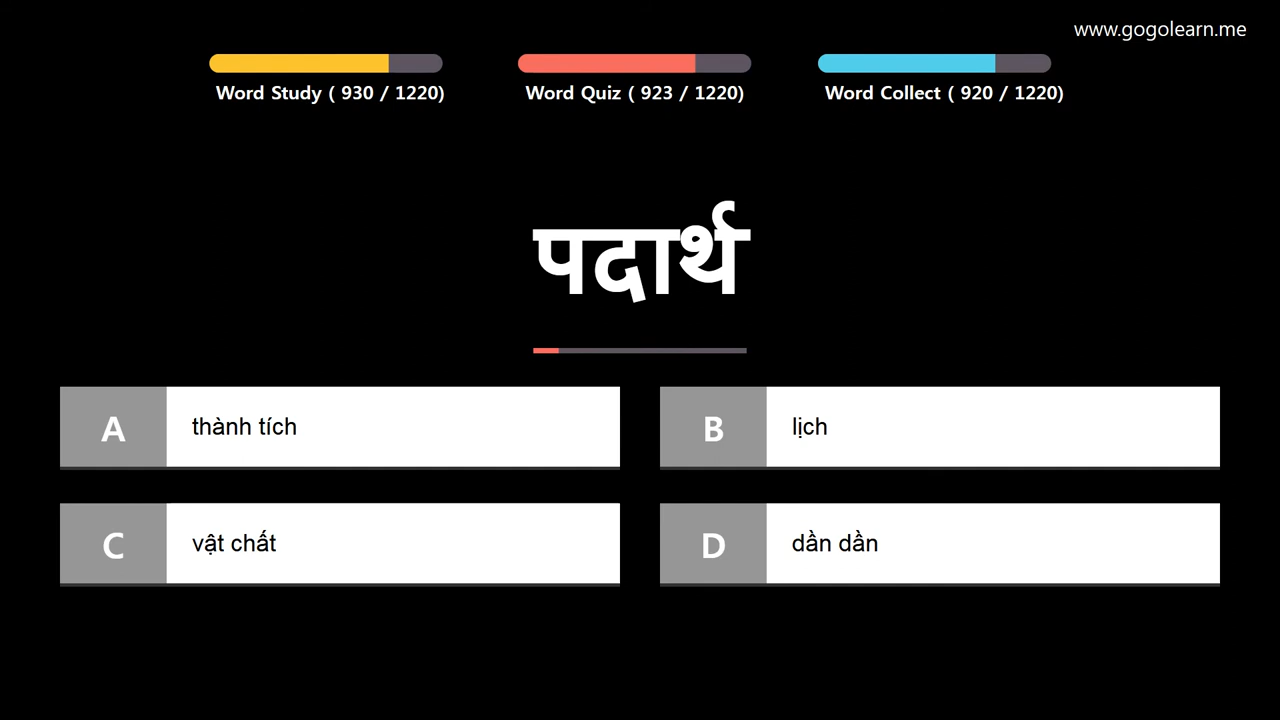 www.gogolearn.me
Word Study ( 930 / 1220)
Word Quiz ( 923 / 1220)
Word Collect ( 920 / 1220)
पदार्थ
A thành tích
B lịch
C vật chất
D dần dần